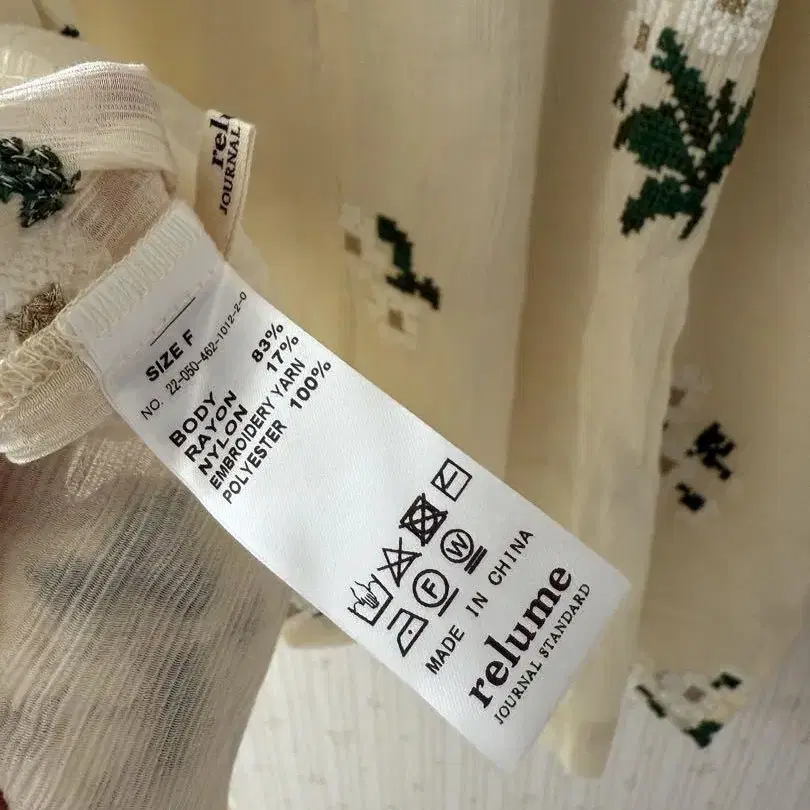 relu
JOURNAL
SIZE F
NO. 22-050-462-1012-2-0
BODY
RAYON 83%
NYLON 17%
EMBROIDERY YARN
POLYESTER 100%
F W
MADE IN CHINA
relume
JOURNAL STANDARD